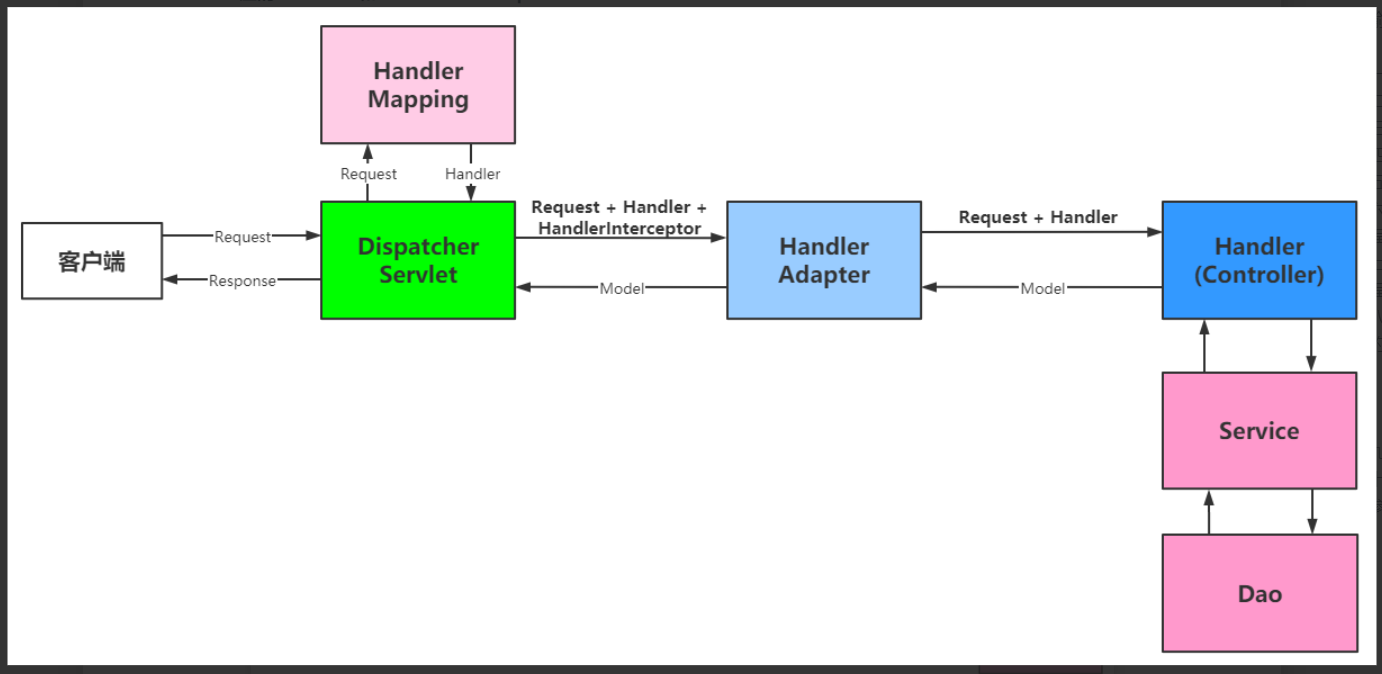 Handler
Mapping
Request
Handler
客户端
Request
Response
Dispatcher
Servlet
Request + Handler +
HandlerInterceptor
Model
Handler
Adapter
Request + Handler
Model
Handler
(Controller)
Service
Dao